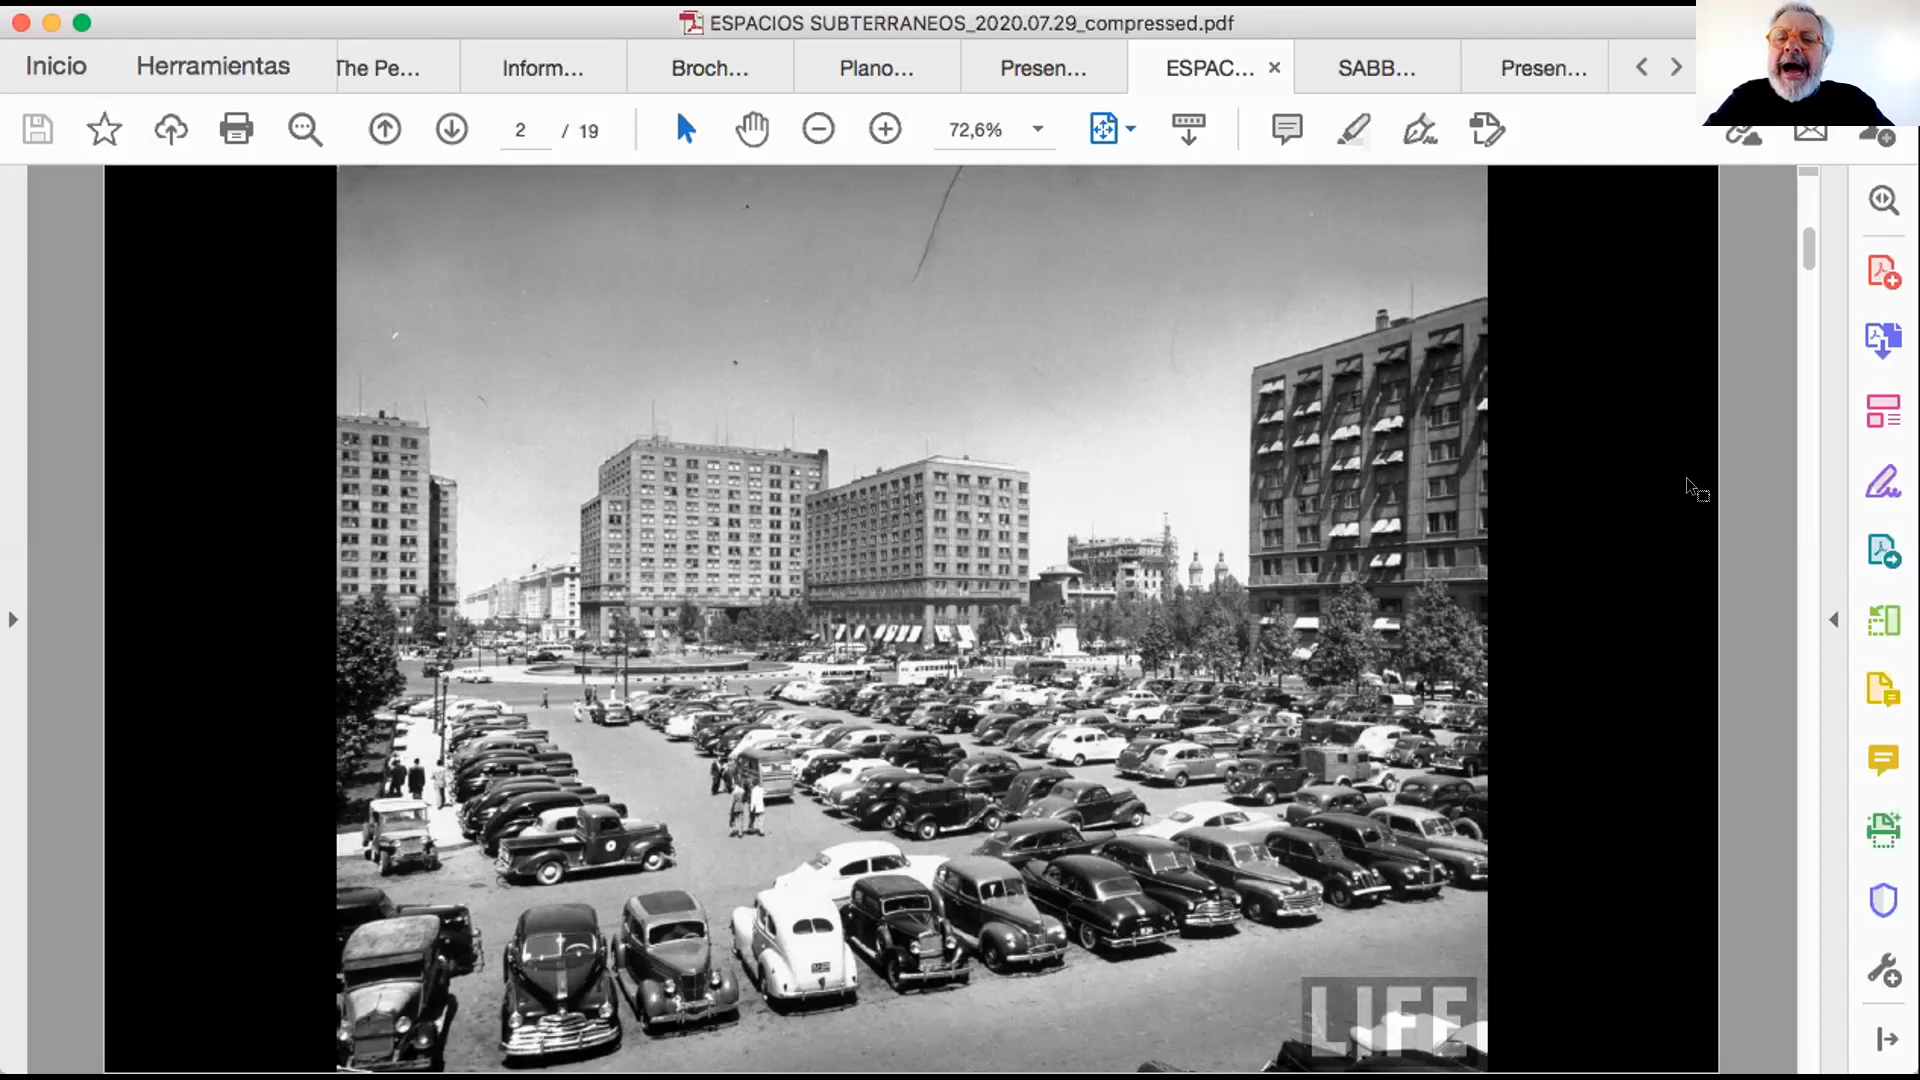 ESPACIOS SUBTERRANEOS_2020.07.29_compressed.pdf
Inicio
Herramientas
The Pe...
Inform...
Broch...
Plano...
Presen...
ESPAC...
SABB...
Presen...
2 / 19
72,6%
LIFE